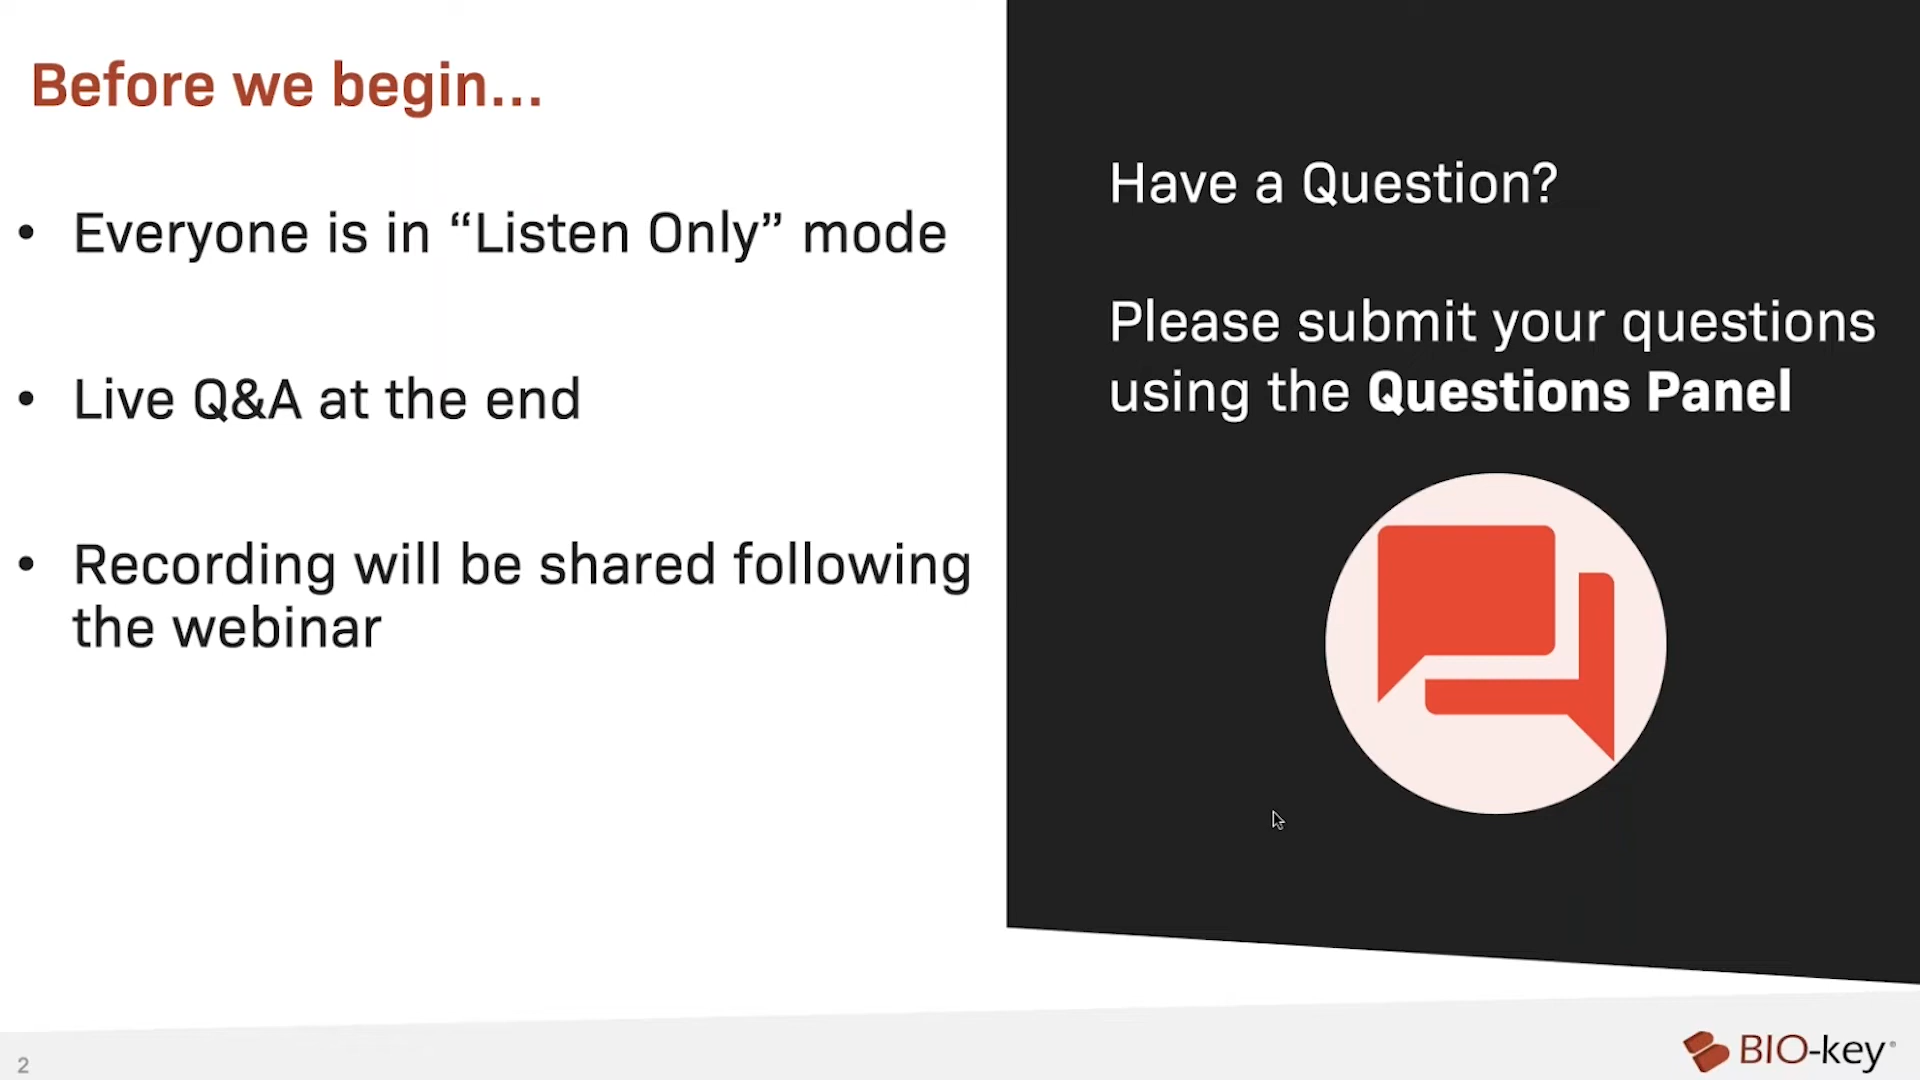 Before we begin...
• Everyone is in “Listen Only” mode
• Live Q&A at the end
• Recording will be shared following
the webinar
Have a Question?
Please submit your questions
using the Questions Panel
2
BIO-key®